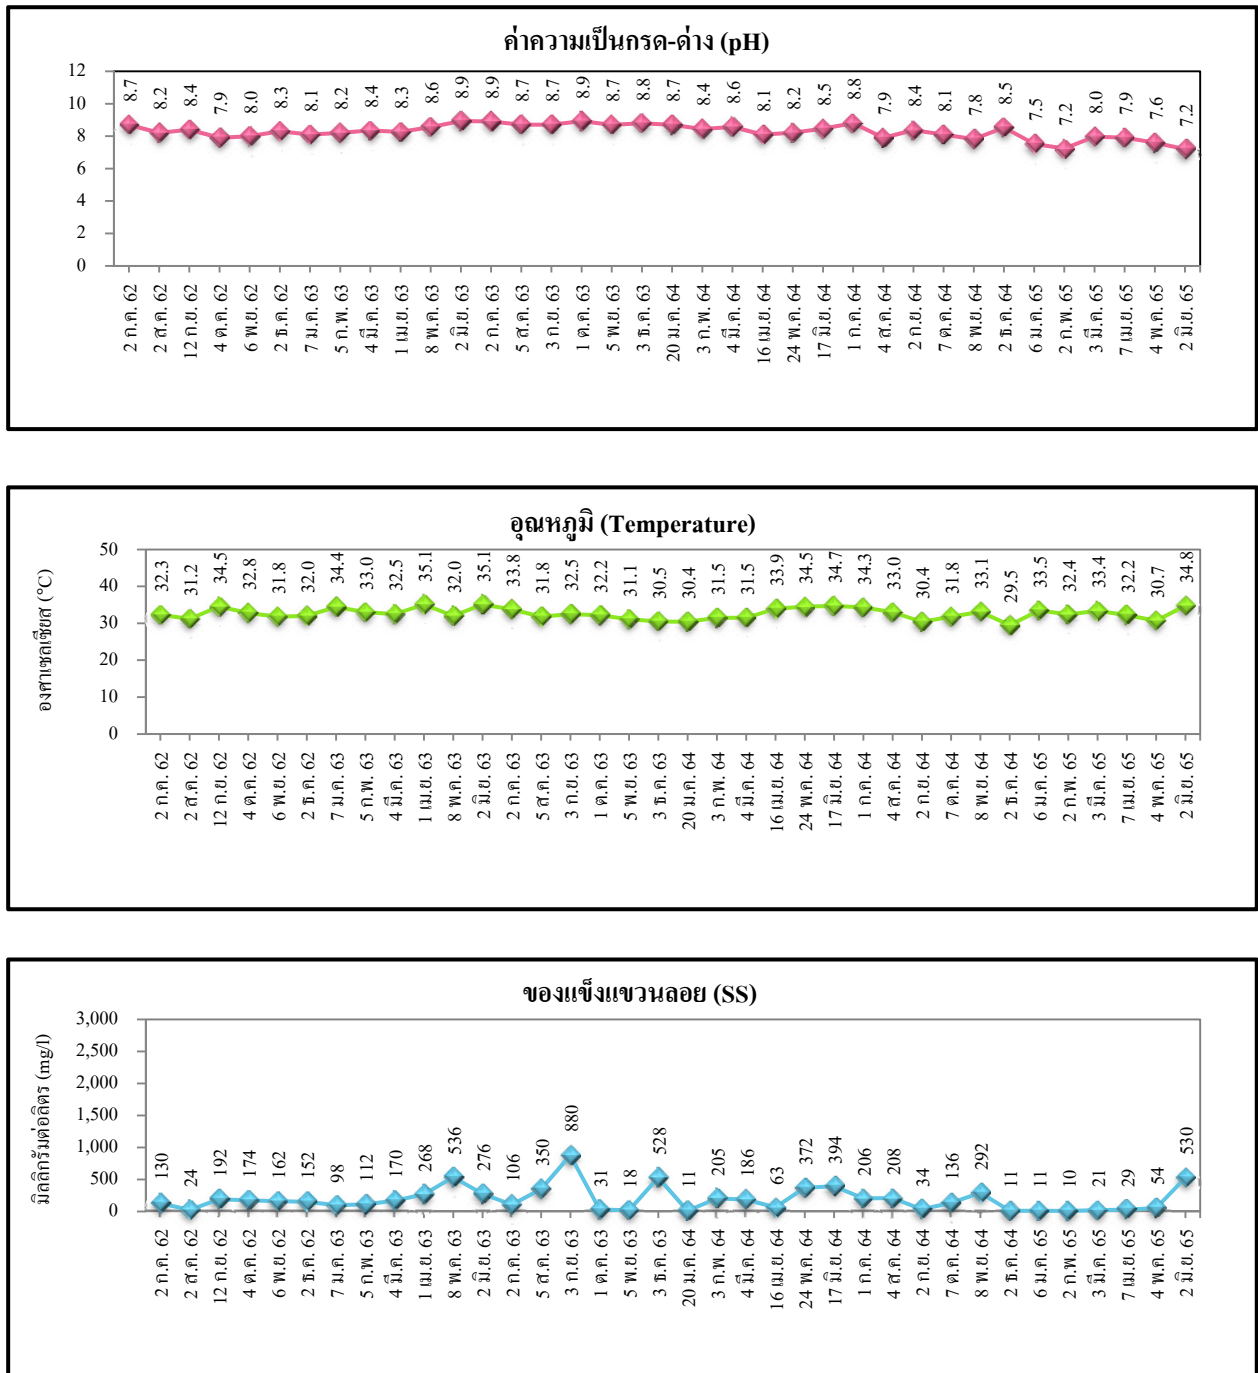 ค่าความเป็นกรด-ด่าง (pH)
12
10
8
6
4
2
0
8.7 8.2 8.4 7.9 8.0 8.3 8.1 8.2 8.4 8.3 8.6 8.9 8.9 8.7 8.7 8.9 8.7 8.8 8.7 8.4 8.6 8.1 8.2 8.5 8.8 7.9 8.4 8.1 7.8 8.5 7.5 7.2 8.0 7.9 7.6 7.2
2 ก.ค. 62
2 ส.ค. 62
12 ก.ย. 62
4 ต.ค. 62
6 พ.ย. 62
2 ธ.ค. 62
7 ม.ค. 63
5 ก.พ. 63
4 มี.ค. 63
1 เม.ย. 63
8 พ.ค. 63
2 มิ.ย. 63
2 ก.ค. 63
5 ส.ค. 63
3 ก.ย. 63
1 ต.ค. 63
5 พ.ย. 63
3 ธ.ค. 63
20 ม.ค. 64
3 ก.พ. 64
4 มี.ค. 64
16 เม.ย. 64
24 พ.ค. 64
17 มิ.ย. 64
1 ก.ค. 64
4 ส.ค. 64
2 ก.ย. 64
7 ต.ค. 64
8 พ.ย. 64
2 ธ.ค. 64
6 ม.ค. 65
2 ก.พ. 65
3 มี.ค. 65
7 เม.ย. 65
4 พ.ค. 65
2 มิ.ย. 65
อุณหภูมิ (Temperature)
องศาเซลเซียส (°C)
50
40
30
20
10
0
32.3 31.2 34.5 32.8 31.8 32.0 34.4 33.0 32.5 35.1 32.0 35.1 33.8 31.8 32.5 32.2 31.1 30.5 30.4 31.5 31.5 33.9 34.5 34.7 34.3 33.0 30.4 31.8 33.1 29.5 33.5 32.4 33.4 32.2 30.7 34.8
2 ก.ค. 62
2 ส.ค. 62
12 ก.ย. 62
4 ต.ค. 62
6 พ.ย. 62
2 ธ.ค. 62
7 ม.ค. 63
5 ก.พ. 63
4 มี.ค. 63
1 เม.ย. 63
8 พ.ค. 63
2 มิ.ย. 63
2 ก.ค. 63
5 ส.ค. 63
3 ก.ย. 63
1 ต.ค. 63
5 พ.ย. 63
3 ธ.ค. 63
20 ม.ค. 64
3 ก.พ. 64
4 มี.ค. 64
16 เม.ย. 64
24 พ.ค. 64
17 มิ.ย. 64
1 ก.ค. 64
4 ส.ค. 64
2 ก.ย. 64
7 ต.ค. 64
8 พ.ย. 64
2 ธ.ค. 64
6 ม.ค. 65
2 ก.พ. 65
3 มี.ค. 65
7 เม.ย. 65
4 พ.ค. 65
2 มิ.ย. 65
ของแข็งแขวนลอย (SS)
มิลลิกรัมต่อลิตร (mg/l)
3,000
2,500
2,000
1,500
1,000
500
0
130 24 192 174 162 152 98 112 170 268 536 276 106 350 880 31 18 528 11 205 186 63 372 394 206 208 34 136 292 11 11 10 21 29 54 530
2 ก.ค. 62
2 ส.ค. 62
12 ก.ย. 62
4 ต.ค. 62
6 พ.ย. 62
2 ธ.ค. 62
7 ม.ค. 63
5 ก.พ. 63
4 มี.ค. 63
1 เม.ย. 63
8 พ.ค. 63
2 มิ.ย. 63
2 ก.ค. 63
5 ส.ค. 63
3 ก.ย. 63
1 ต.ค. 63
5 พ.ย. 63
3 ธ.ค. 63
20 ม.ค. 64
3 ก.พ. 64
4 มี.ค. 64
16 เม.ย. 64
24 พ.ค. 64
17 มิ.ย. 64
1 ก.ค. 64
4 ส.ค. 64
2 ก.ย. 64
7 ต.ค. 64
8 พ.ย. 64
2 ธ.ค. 64
6 ม.ค. 65
2 ก.พ. 65
3 มี.ค. 65
7 เม.ย. 65
4 พ.ค. 65
2 มิ.ย. 65